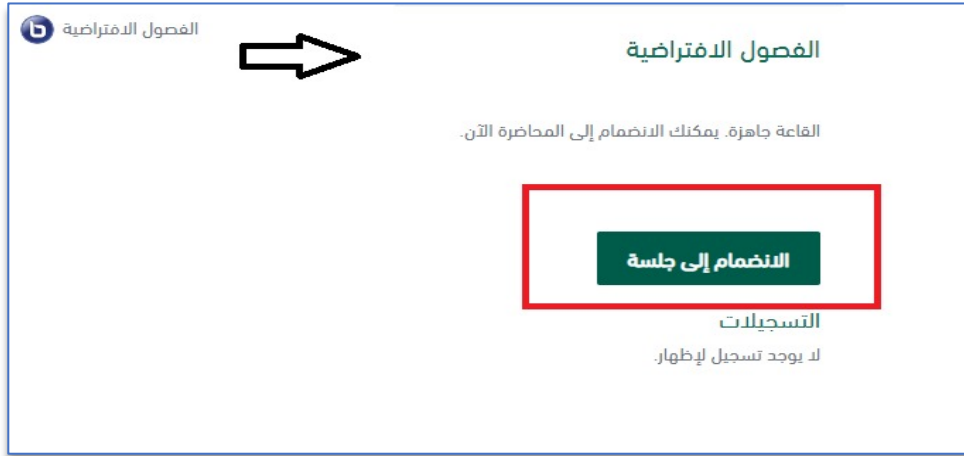 الفصول الافتراضية
الفصول الافتراضية
القاعة جاهزة. يمكنك الانضمام إلى المحاضرة الآن.
الانضمام إلى جلسة
التسجيلات
لا يوجد تسجيل لإظهار.